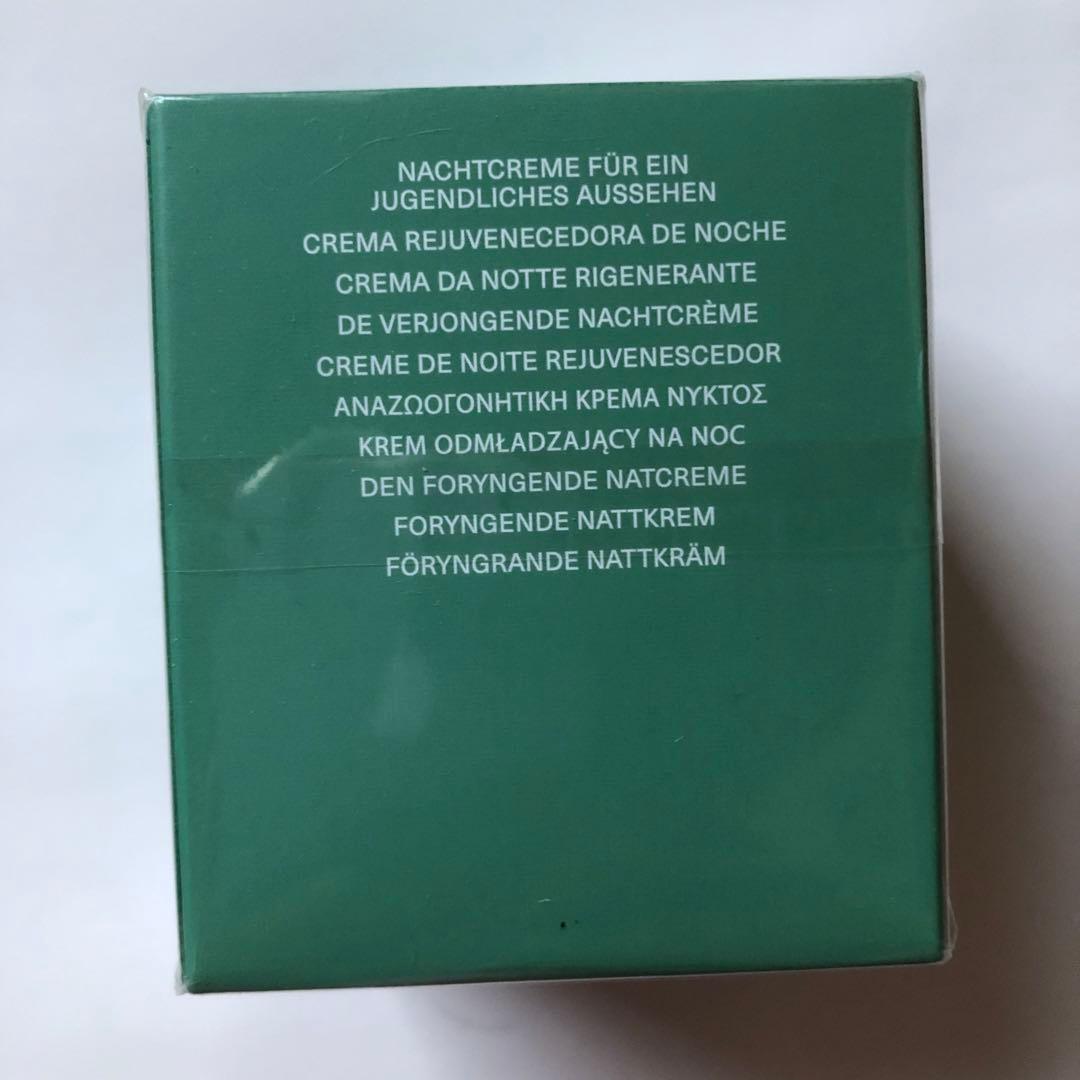 NACHTCREME FÜR EIN
JUGENDLICHES AUSSEHEN
CREMA REJUVENECEDORA DE NOCHE
CREMA DA NOTTE RIGENERANTE
DE VERJONGENDE NACHTCRÈME
CREME DE NOITE REJUVENESCEDOR
ΑΝΑΖΩΟΓΟΝΗΤΙΚΗ ΚΡΕΜΑ ΝΥΚΤΟΣ
KREM ODMŁADZAJĄCY NA NOC
DEN FORYNGENDE NATCREME
FORYNGENDE NATTKREM
FÖRYNGRANDE NATTKRÄM